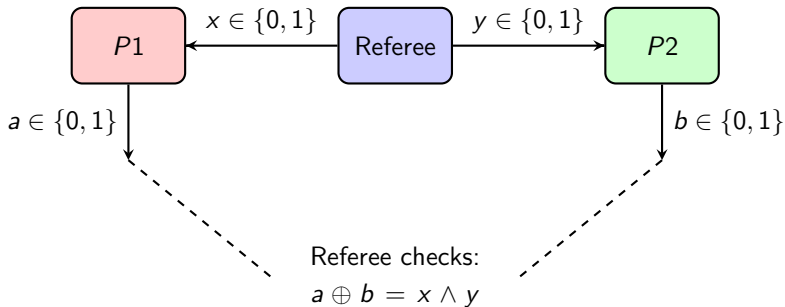 x ∈ {0, 1}
y ∈ {0, 1}
P1
Referee
P2
a ∈ {0, 1}
b ∈ {0, 1}
Referee checks:
a ⊕ b = x ∧ y